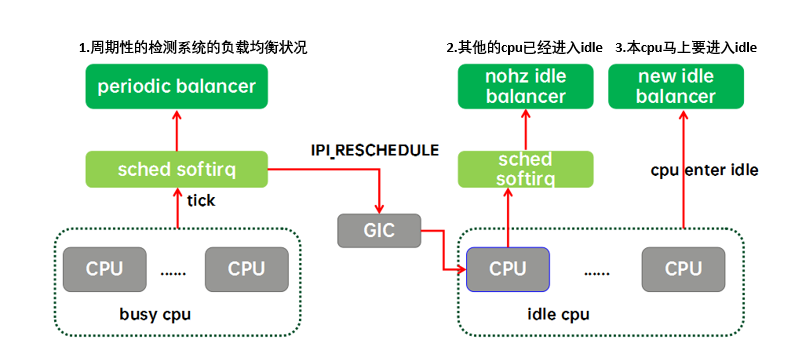 1.周期性的检测系统的负载均衡状况
2.其他的cpu已经进入idle
3.本cpu马上要进入idle
periodic balancer
nohz idle
balancer
new idle
balancer
IPI_RESCHEDULE
sched softirq
sched
softirq
cpu enter idle
tick
GIC
CPU
......
CPU
CPU
......
CPU
busy cpu
idle cpu